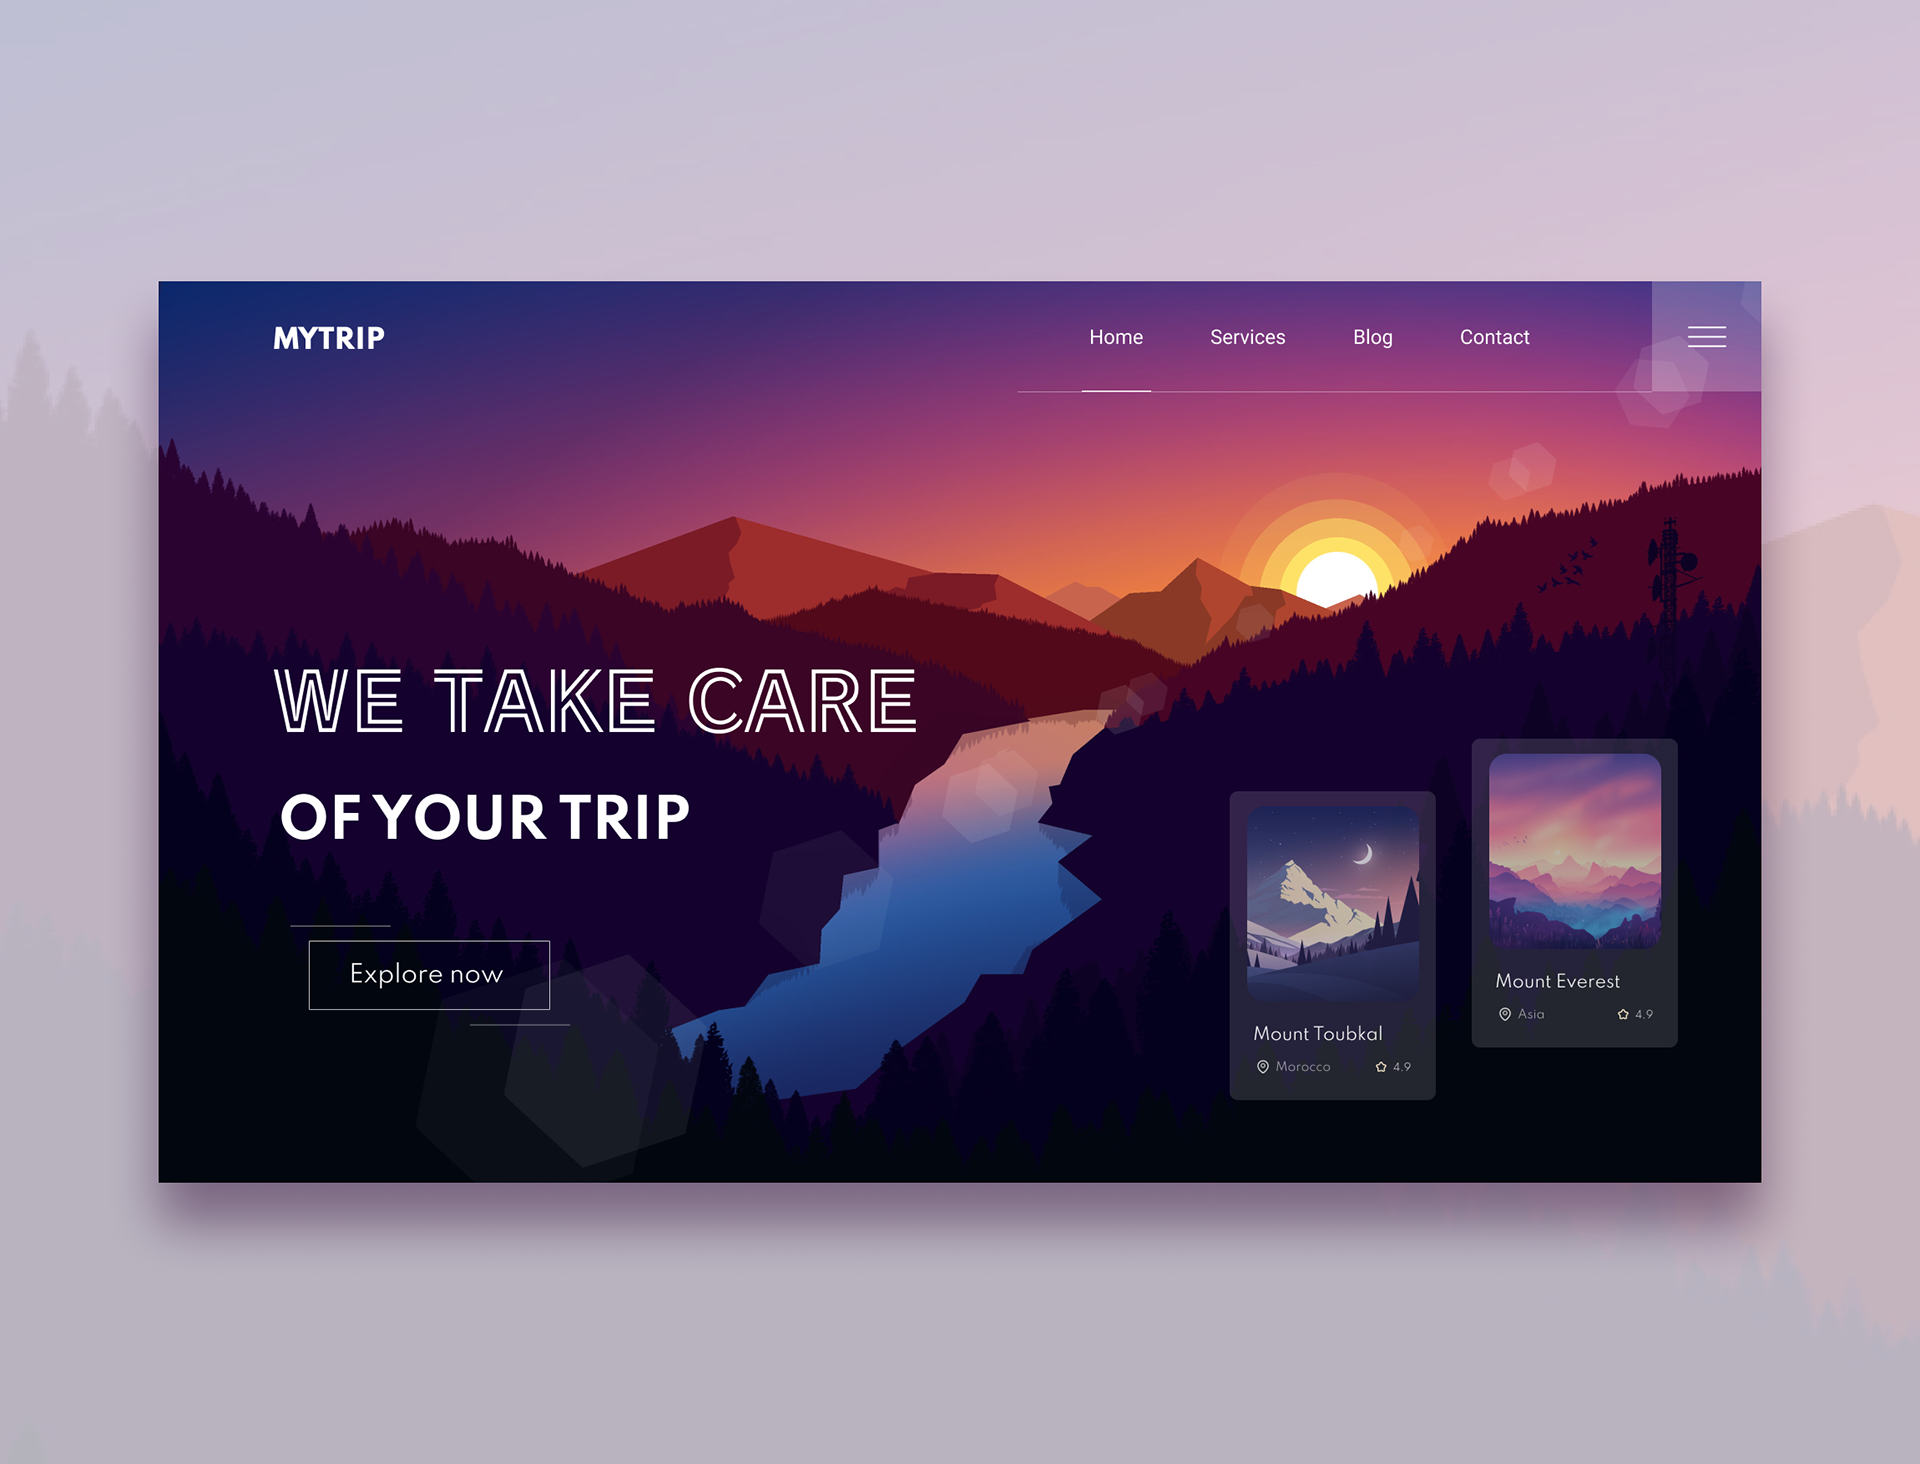 MYTRIP
Home
Services
Blog
Contact
WE TAKE CARE
OF YOUR TRIP
Explore now
Mount Toubkal
Morocco
4.9
Mount Everest
Asia
4.9